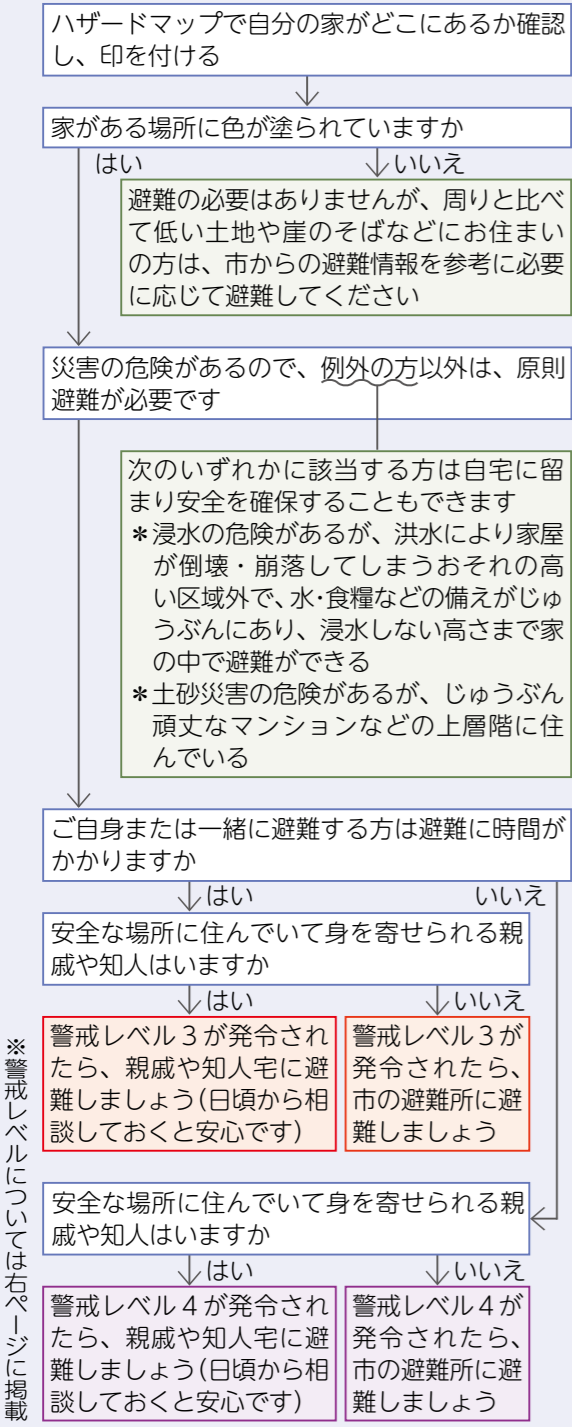 ハザードマップで自分の家がどこにあるか確認
し、印を付ける
家がある場所に色が塗られていますか
はい
いいえ
避難の必要はありませんが、周りと比べ
て低い土地や崖のそばなどにお住まい
の方は、市からの避難情報を参考に必要
に応じて避難してください
災害の危険があるので、例外の方以外は、原則
避難が必要です
次のいずれかに該当する方は自宅に留
まり安全を確保することもできます
＊浸水の危険があるが、洪水により家屋
が倒壊・崩落してしまうおそれの高
い区域外で、水・食糧などの備えがじゅ
うぶんにあり、浸水しない高さまで家
の中で避難ができる
＊土砂災害の危険があるが、じゅうぶん
頑丈なマンションなどの上層階に住
んでいる
ご自身または一緒に避難する方は避難に時間が
かかりますか
はい
いいえ
安全な場所に住んでいて身を寄せられる親
戚や知人はいますか
はい
いいえ
警戒レベル３が発令され
たら、親戚や知人宅に避
難しましょう(日頃から相
談しておくと安心です)
警戒レベル３が
発令されたら、
市の避難所に避
難しましょう
安全な場所に住んでいて身を寄せられる親
戚や知人はいますか
はい
いいえ
警戒レベル４が発令され
たら、親戚や知人宅に避
難しましょう(日頃から相
談しておくと安心です)
警戒レベル４が
発令されたら、
市の避難所に避
難しましょう
※警戒レベルについては右ページに掲載